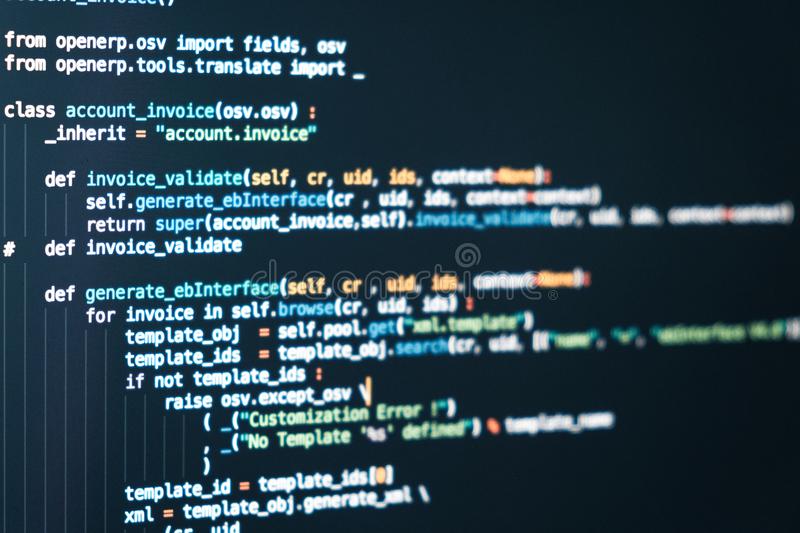 account_invoice()
from openerp.osv import fields, osv
from openerp.tools.translate import _
class account_invoice(osv.osv) :
_inherit = "account.invoice"
def invoice_validate(self, cr, uid, ids, context=None):
self.generate_ebInterface(cr , uid, ids, context=context)
return super(account_invoice,self).invoice_validate(cr, uid, ids, context=context)
# def invoice_validate
def generate_ebInterface(self, cr , uid, ids, context=None):
for invoice in self.browse(cr, uid, ids) :
template_obj = self.pool.get("xml.template")
template_ids = template_obj.search(cr, uid, [("name", "=",
if not template_ids :
raise osv.except_osv \
( _("Customization Error !")
, _("No Template '%s' defined") % template_name
)
template_id = template_ids[0]
xml = template_obj.generate_xml \
(cr, uid
dreamstime.com